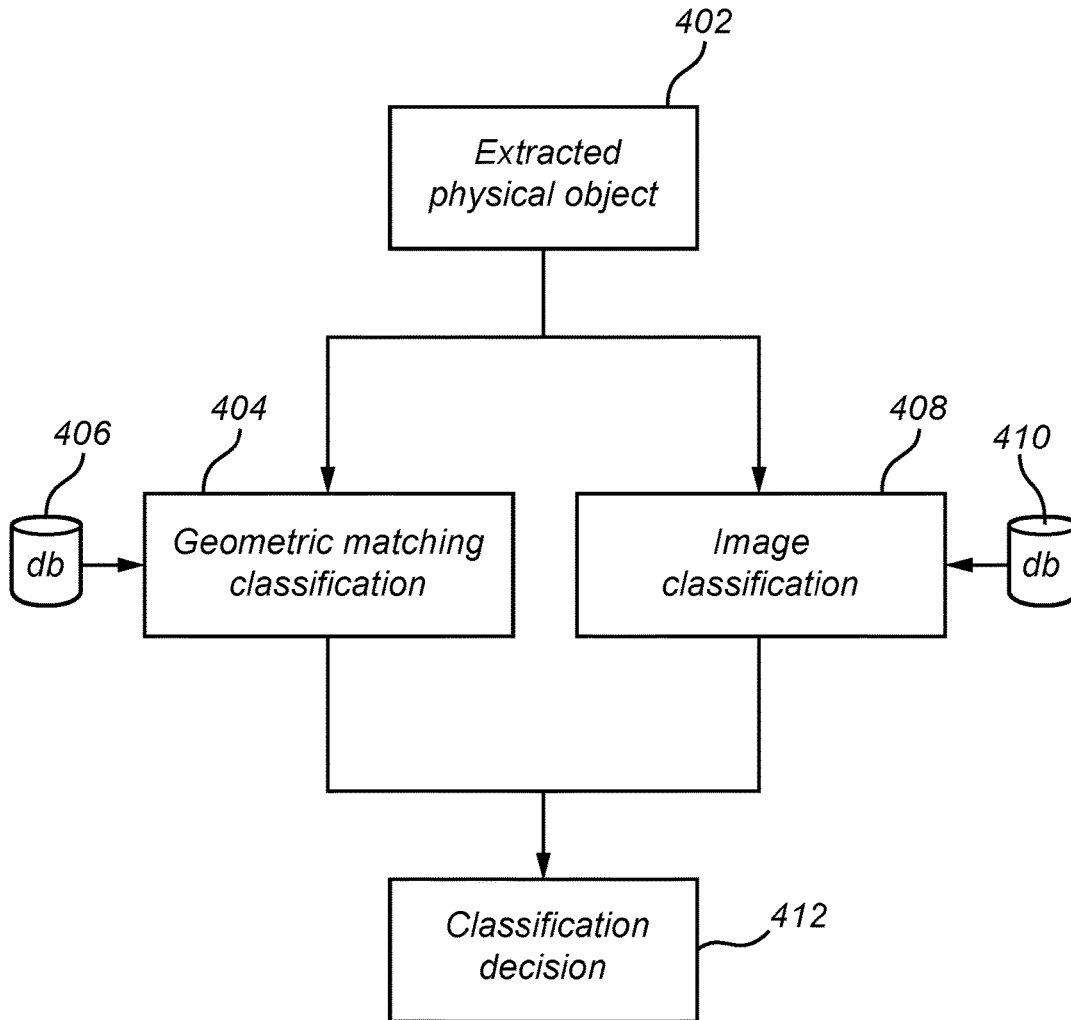 402
Extracted
physical object
404
408
406
410
db
Geometric matching
classification
Image
classification
db
Classification
decision
412